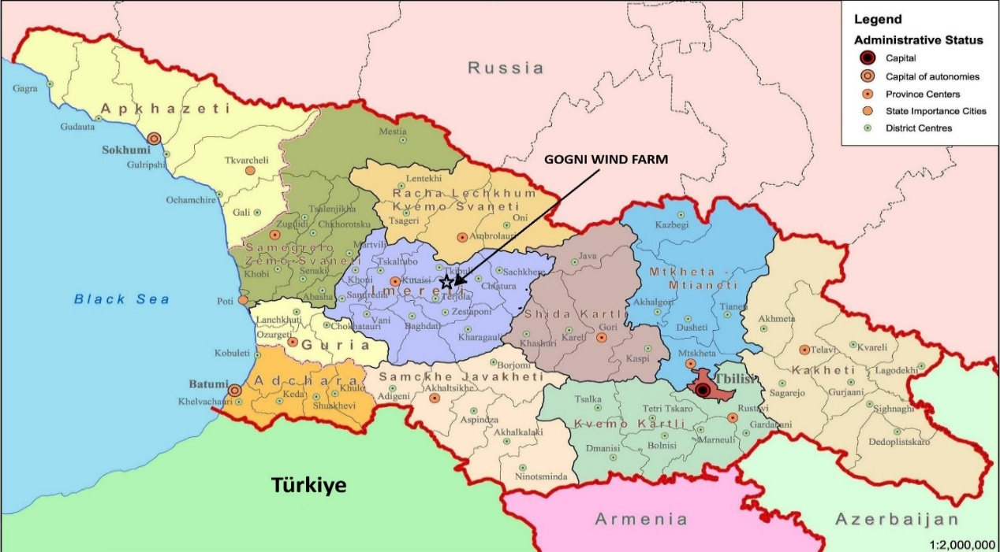 Legend
Administrative Status
Capital
Capital of autonomies
Province Centers
State Importance Cities
District Centres
Russia
GOGNI WIND FARM
Gagra
Apkhazeti
Gudauta
Sokhumi
Gulripshi
Tkvarcheli
Ochamchire
Gali
Mestia
Lentekhi
Racha Lechkhum
Kvemo Svaneti
Tsageri
Oni
Ambrolauri
Tsalenjikha
Zugdidi
Chkhorotsku
Samegrelo
Zemo-Svaneti
Martvili
Khobi
Senaki
Abasha
Poti
Tskaltubo
Khoni
Kutaisi
Tkibuli
Sachkhere
Chiatura
Imereti
Samtredia
Terjola
Zestaponi
Vani
Baghdati
Kharagauli
Java
Shida Kartli
Gori
Kareli
Khashuri
Kaspi
Kazbegi
Mtkheta -
Mtianeti
Akhalgori
Tianeti
Dusheti
Mtskheta
Tbilisi
Black Sea
Lanchkhuti
Chokhatauri
Ozurgeti
Guria
Kobuleti
Batumi
Adchara
Khelvachauri
Keda
Khulo
Shuakhevi
Borjomi
Samckhe Javakheti
Adigeni
Akhaltsikhe
Aspindza
Akhalkalaki
Ninotsminda
Tsalka
Tetri Tskaro
Rustavi
Kvemo Kartli
Gardabani
Marneuli
Bolnisi
Dmanisi
Akhmeta
Telavi
Kvareli
Kakheti
Lagodekhi
Sagarejo
Gurjaani
Sighnaghi
Dedoplistskaro
Türkiye
Armenia
Azerbaijan
1:2,000,000